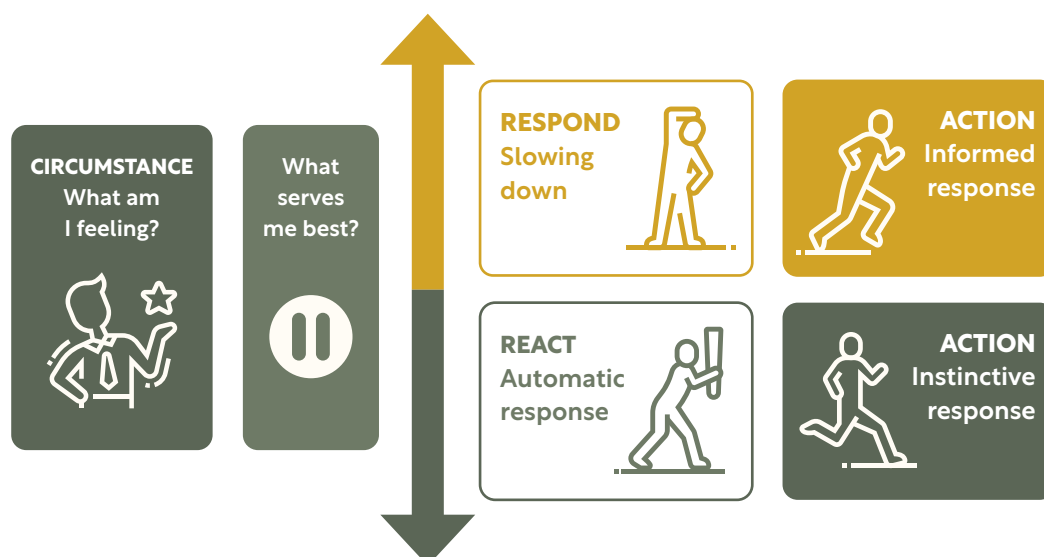 CIRCUMSTANCE
What am
I feeling?
What
serves
me best?
RESPOND
Slowing
down
ACTION
Informed
response
REACT
Automatic
response
ACTION
Instinctive
response